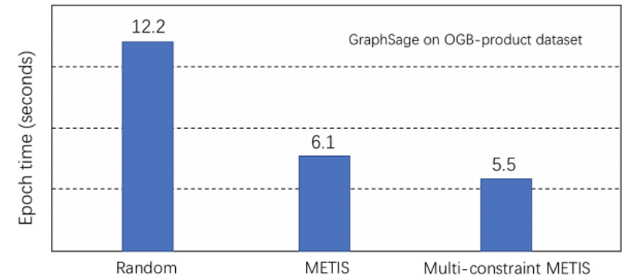 12.2
GraphSage on OGB-product dataset
6.1
5.5
Epoch time (seconds)
Random
METIS
Multi-constraint METIS